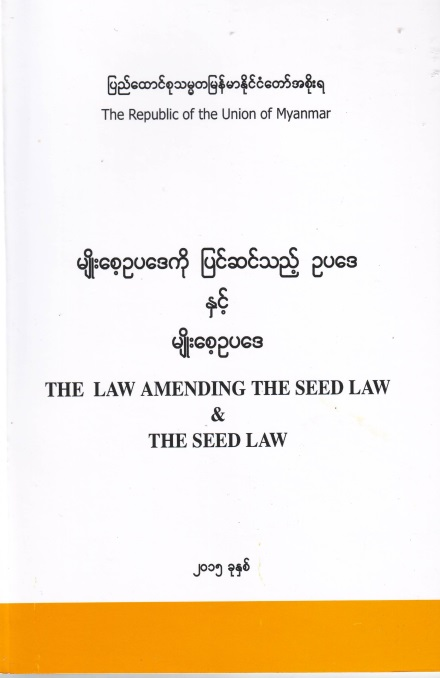 ပြည်ထောင်စုသမ္မတမြန်မာနိုင်ငံတော်အစိုးရ
The Republic of the Union of Myanmar
မျိုးစေ့ဥပဒေကို ပြင်ဆင်သည့် ဥပဒေ
နှင့်
မျိုးစေ့ဥပဒေ
THE LAW AMENDING THE SEED LAW
&
THE SEED LAW
၂၀၁၅ ခုနှစ်